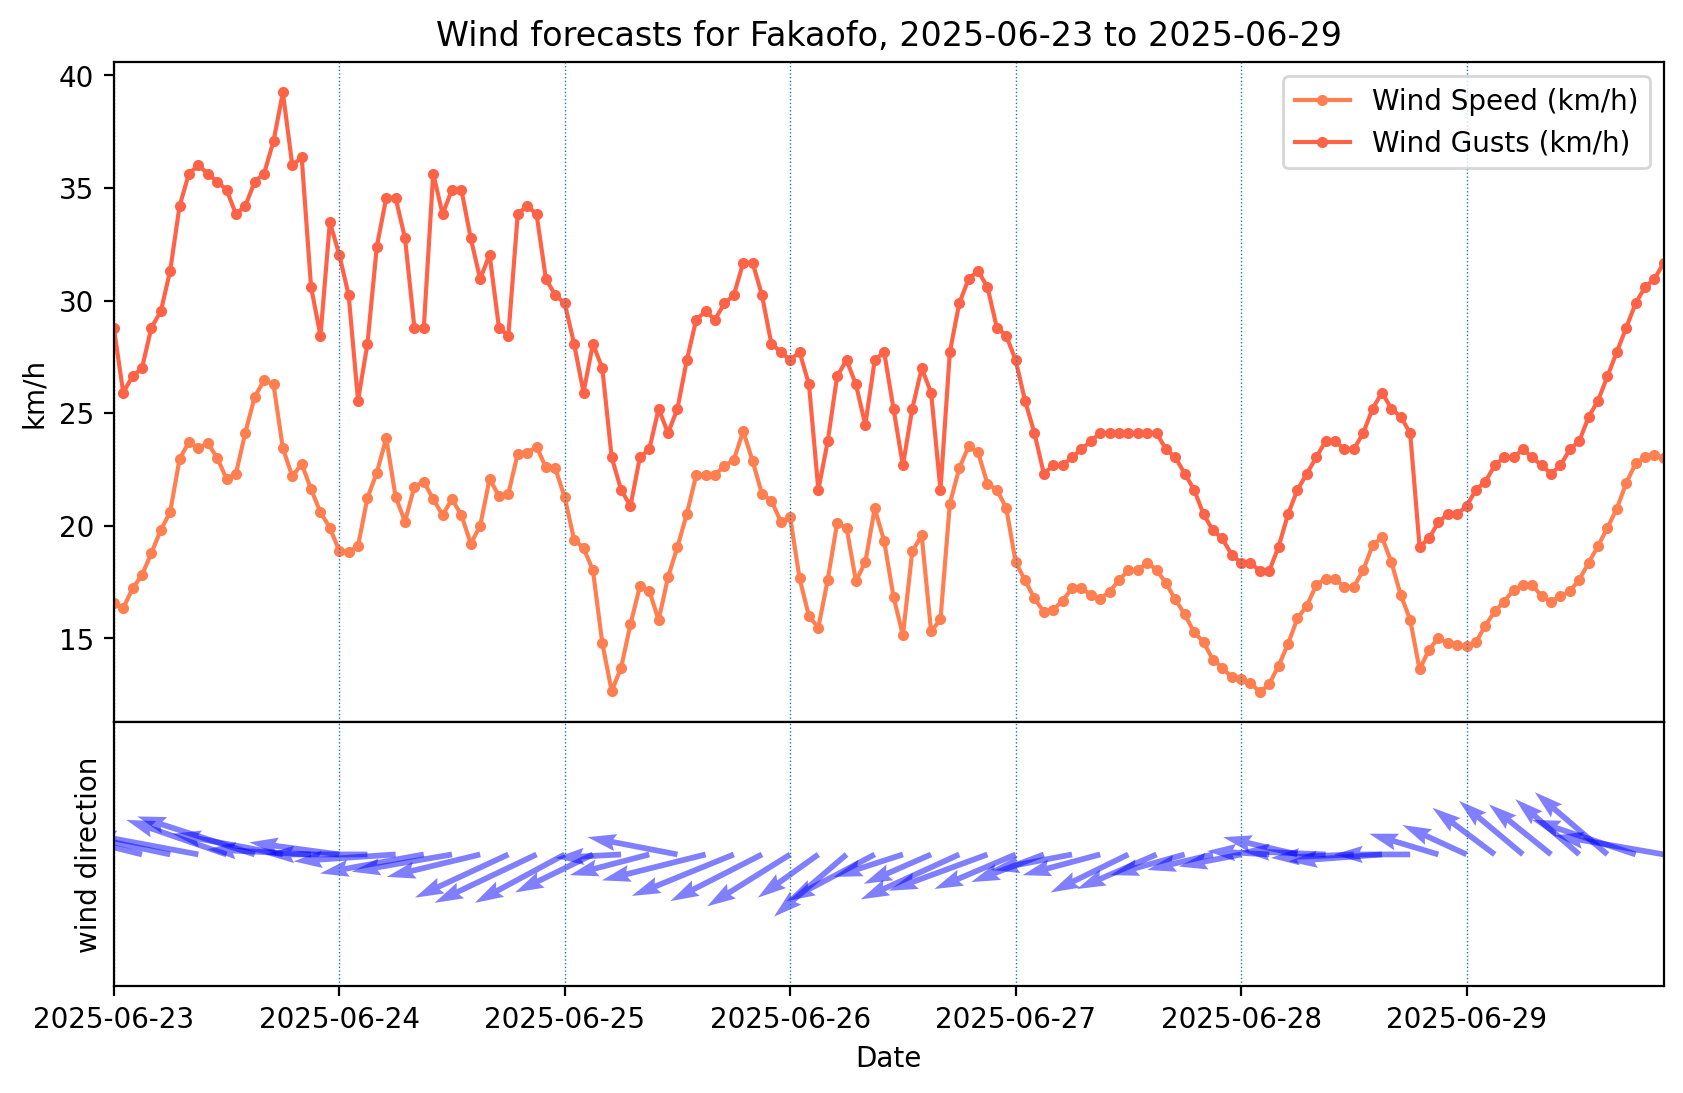 Wind forecasts for Fakaofo, 2025-06-23 to 2025-06-29
40
35
30
25
20
15
km/h
Wind Speed (km/h)
Wind Gusts (km/h)
wind direction
2025-06-23 2025-06-24 2025-06-25 2025-06-26 2025-06-27 2025-06-28 2025-06-29
Date